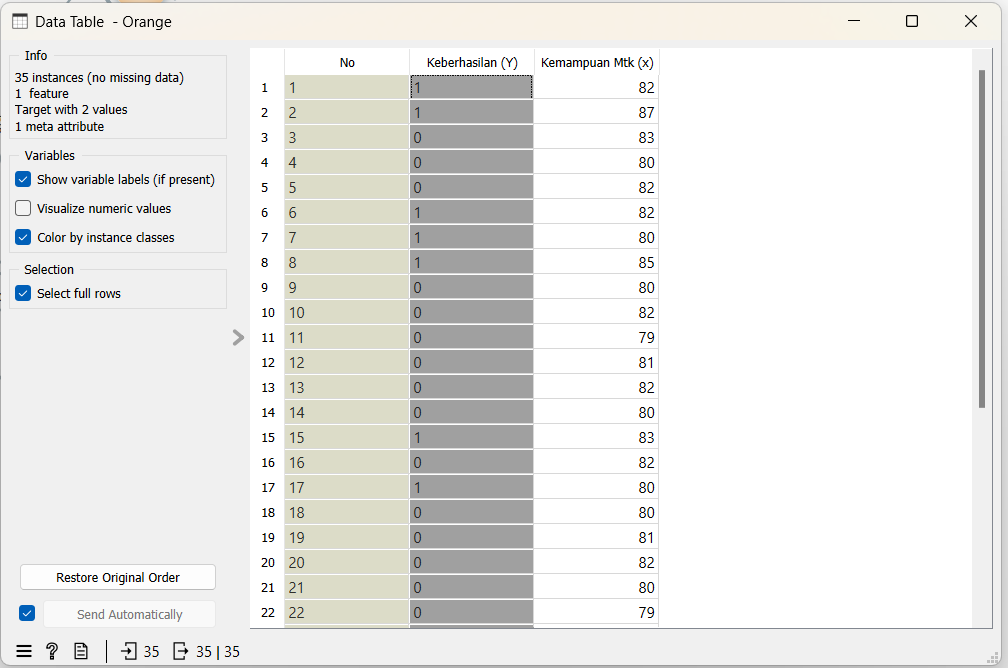 Data Table - Orange
Info
35 instances (no missing data)
1 feature
Target with 2 values
1 meta attribute
Variables
Show variable labels (if present)
Visualize numeric values
Color by instance classes
Selection
Select full rows
Restore Original Order
Send Automatically
35 35 | 35
No Keberhasilan (Y) Kemampuan Mtk (x)
1 1 1 82
2 2 1 87
3 3 0 83
4 4 0 80
5 5 0 82
6 6 1 82
7 7 1 80
8 8 1 85
9 9 0 80
10 10 0 82
11 11 0 79
12 12 0 81
13 13 0 82
14 14 0 80
15 15 1 83
16 16 0 82
17 17 1 80
18 18 0 80
19 19 0 81
20 20 0 82
21 21 0 80
22 22 0 79